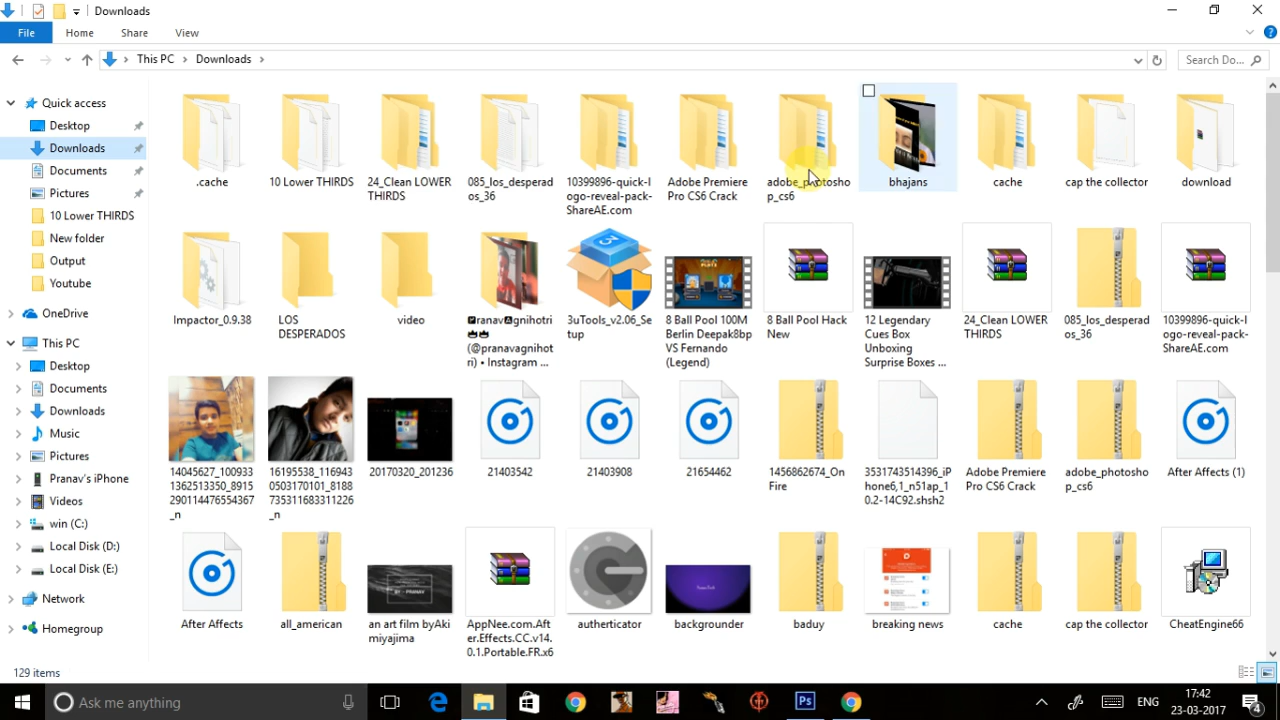 Downloads
File Home Share View
This PC Downloads Search Do...
Quick access
Desktop
Downloads
Documents
Pictures
10 Lower THIRDS
New folder
Output
Youtube
OneDrive
This PC
Desktop
Documents
Downloads
Music
Pictures
Pranav's iPhone
Videos
win (C:)
Local Disk (D:)
Local Disk (E:)
Network
Homegroup
.cache
10 Lower THIRDS
24_Clean LOWER
THIRDS
085_los_desperad
os_36
10399896-quick-l
ogo-reveal-pack-
ShareAE.com
Adobe Premiere
Pro CS6 Crack
adobe_photosho
p_cs6
bhajans
cache
cap the collector
download
Impactor_0.9.38
LOS
DESPERADOS
video
🅿ranav🅰gnihotri
(@pranavagnihot
ri) • Instagram ...
3uTools_v2.06_Se
tup
8 Ball Pool 100M
Berlin Deepak8bp
VS Fernando
(Legend)
8 Ball Pool Hack
New
12 Legendary
Cues Box
Unboxing
Surprise Boxes ...
24_Clean LOWER
THIRDS
085_los_desperad
os_36
10399896-quick-l
ogo-reveal-pack-
ShareAE.com
14045627_100933
1362513350_8915
290114476554367
_n
16195538_116943
0503170101_8188
735311683311226
_n
20170320_201236
21403542
21403908
21654462
1456862674_On
Fire
3531743514396_iP
hone6,1_n51ap_1
0.2-14C92.shsh2
Adobe Premiere
Pro CS6 Crack
adobe_photosho
p_cs6
After Affects (1)
After Affects
all_american
an art film byAki
miyajima
AppNee.com.Aft
er.Effects.CC.v14.
0.1.Portable.FR.x6
autherticator
backgrounder
baduy
breaking news
cache
cap the collector
CheatEngine66
129 items
Ask me anything
Ps
ENG
17:42
23-03-2017
4